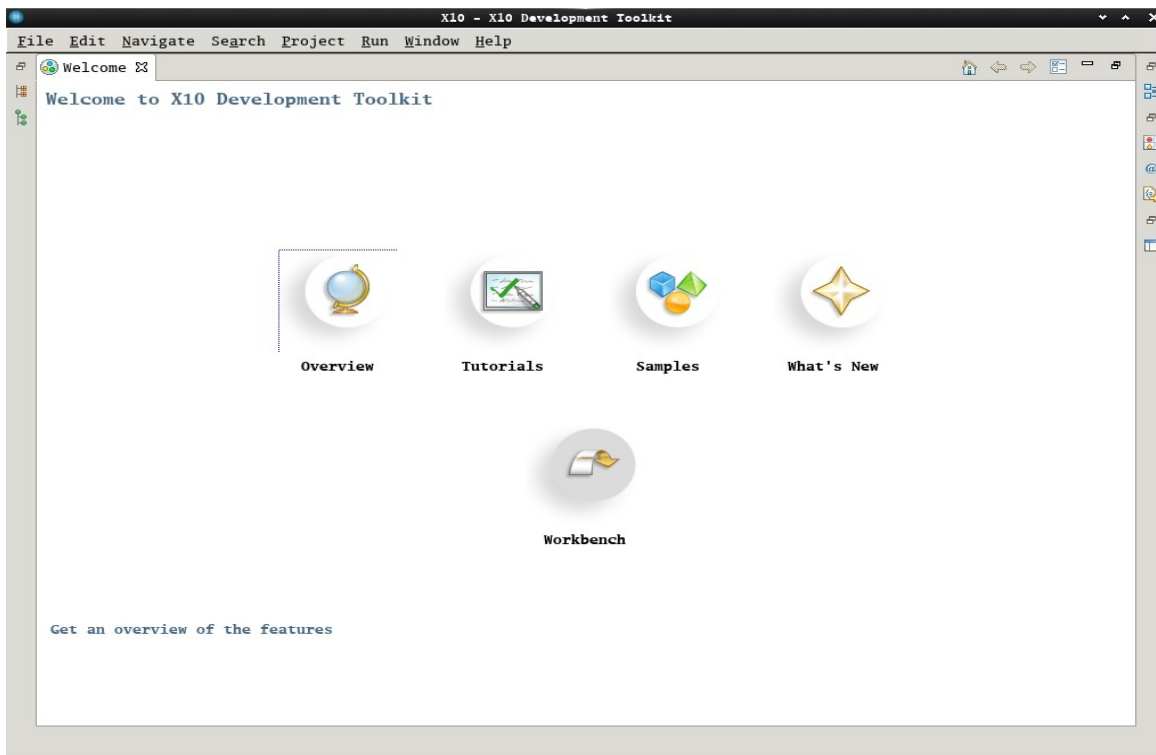 X10 - X10 Development Toolkit
File Edit Navigate Search Project Run Window Help
Welcome
Welcome to X10 Development Toolkit
Overview Tutorials Samples What's New
Workbench
Get an overview of the features